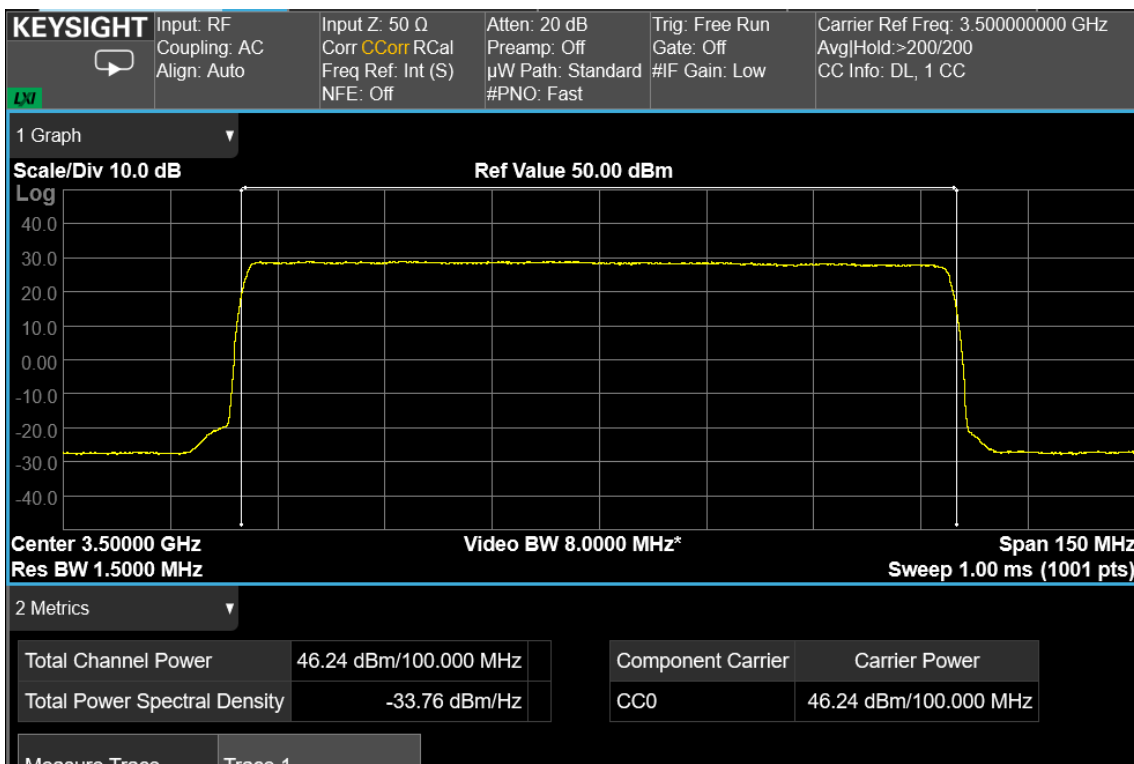 KEYSIGHT
LXI
Input: RF
Coupling: AC
Align: Auto
Input Z: 50 Ω
Corr CCorr RCal
Freq Ref: Int (S)
NFE: Off
Atten: 20 dB
Preamp: Off
µW Path: Standard
#PNO: Fast
Trig: Free Run
Gate: Off
#IF Gain: Low
Carrier Ref Freq: 3.500000000 GHz
Avg|Hold:>200/200
CC Info: DL, 1 CC
1 Graph
Scale/Div 10.0 dB
Ref Value 50.00 dBm
Log
40.0
30.0
20.0
10.0
0.00
-10.0
-20.0
-30.0
-40.0
Center 3.50000 GHz
Video BW 8.0000 MHz*
Span 150 MHz
Res BW 1.5000 MHz
Sweep 1.00 ms (1001 pts)
2 Metrics
Total Channel Power 46.24 dBm/100.000 MHz
Total Power Spectral Density -33.76 dBm/Hz
Component Carrier Carrier Power
CC0 46.24 dBm/100.000 MHz
Measure Trace Trace 1